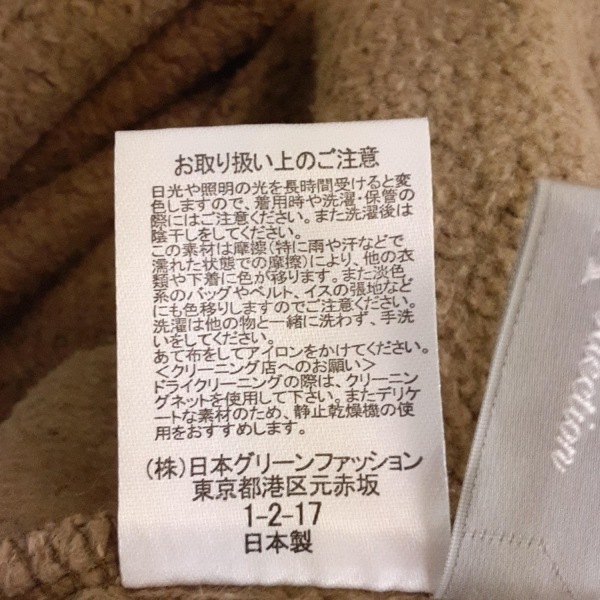 お取り扱い上のご注意
日光や照明の光を長時間受けると変
色しますので、着用時や洗濯・保管の
際にはご注意ください。また洗濯後は
陰干しをしてください。
この素材は摩擦(特に雨や汗などで
濡れた状態での摩擦)により、他の衣
類や下着に色が移ります。また淡色
系のバッグやベルト、イスの張地など
にも色移りしますのでご注意ください。
洗濯は他の物と一緒に洗わず、手洗
いをしてください。
あて布をしてアイロンをかけてください。
＜クリーニング店へのお願い＞
ドライクリーニングの際は、クリーニン
グネットを使用して下さい。またデリケ
ートな素材のため、静止乾燥機の使
用をおすすめします。
(株)日本グリーンファッション
東京都港区元赤坂
1-2-17
日本製